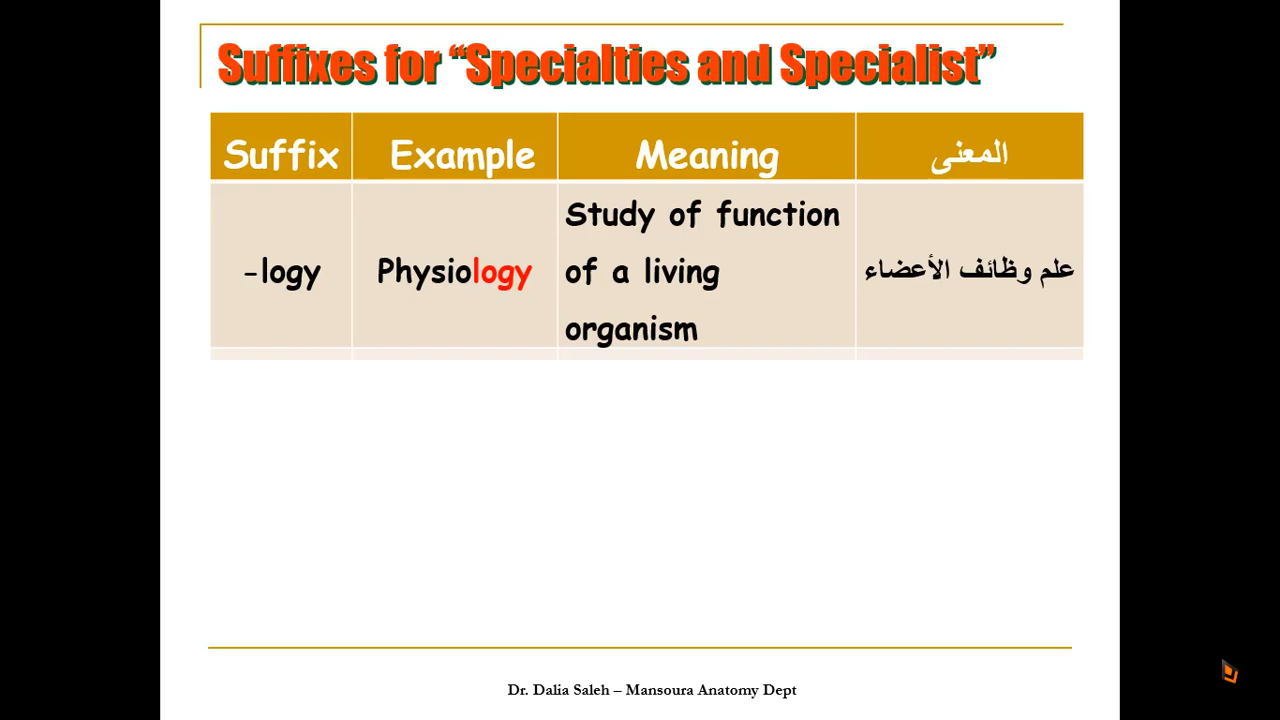 Suffixes for “Specialties and Specialist”
Suffix Example Meaning المعنى
-logy Physiology Study of function of a living organism علم وظائف الأعضاء
Dr. Dalia Saleh – Mansoura Anatomy Dept